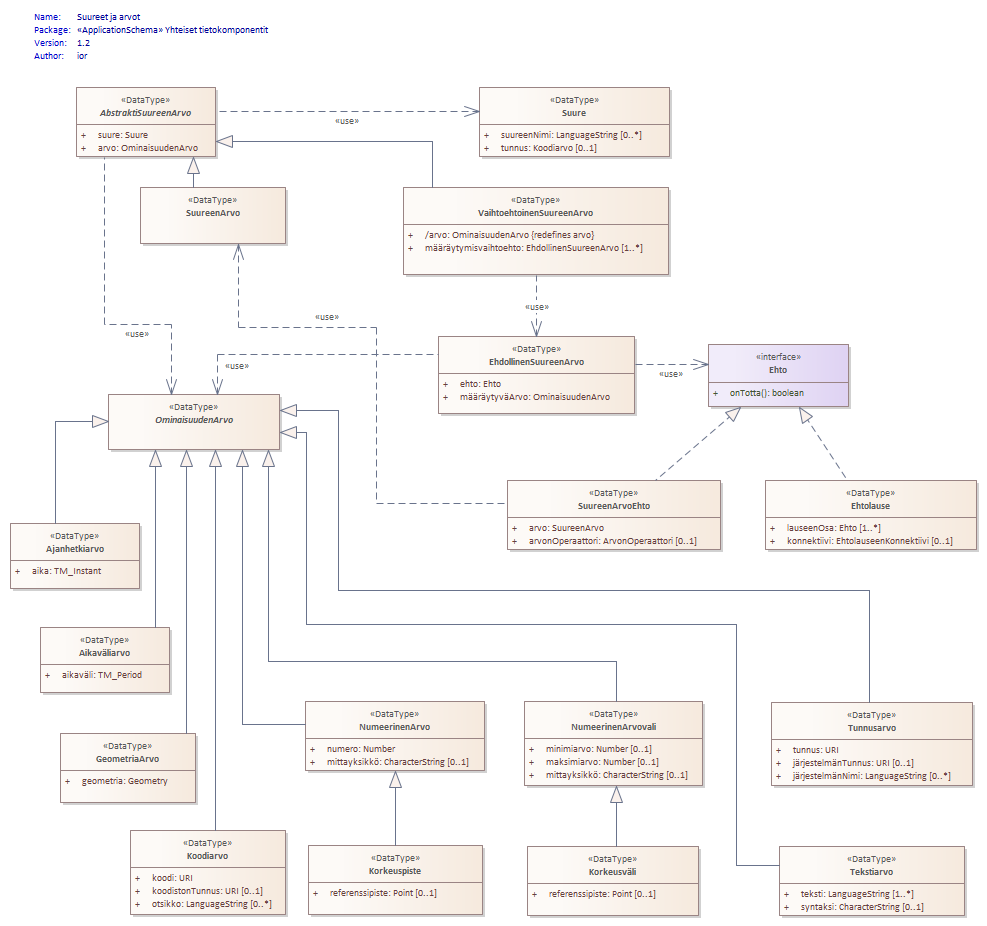 Name: Suureet ja arvot
Package: «ApplicationSchema» Yhteiset tietokomponentit
Version: 1.2
Author: ior
«DataType»
AbstraktiSuureenArvo
+ suure: Suure
+ arvo: OminaisuudenArvo
«use»
«DataType»
Suure
+ suureenNimi: LanguageString [0..*]
+ tunnus: Koodiarvo [0..1]
«DataType»
SuureenArvo
«DataType»
VaihtoehtoinenSuureenArvo
+ /arvo: OminaisuudenArvo {redefines arvo}
+ määräytymisvaihtoehto: EhdollinenSuureenArvo [1..*]
«use»
«use»
«use»
«DataType»
EhdollinenSuureenArvo
+ ehto: Ehto
+ määräytyväArvo: OminaisuudenArvo
«use»
«use»
«interface»
Ehto
+ onTotta(): boolean
«DataType»
OminaisuudenArvo
«DataType»
SuureenArvoEhto
+ arvo: SuureenArvo
+ arvonOperaattori: ArvonOperaattori [0..1]
«DataType»
Ehtolause
+ lauseenOsa: Ehto [1..*]
+ konnektiivi: EhtolauseenKonnektiivi [0..1]
«DataType»
Ajanhetkiarvo
+ aika: TM_Instant
«DataType»
Aikaväliarvo
+ aikaväli: TM_Period
«DataType»
GeometriaArvo
+ geometria: Geometry
«DataType»
NumeerinenArvo
+ numero: Number
+ mittayksikkö: CharacterString [0..1]
«DataType»
NumeerinenArvovali
+ minimiarvo: Number [0..1]
+ maksimiarvo: Number [0..1]
+ mittayksikkö: CharacterString [0..1]
«DataType»
Tunnusarvo
+ tunnus: URI
+ järjestelmänTunnus: URI [0..1]
+ järjestelmänNimi: LanguageString [0..*]
«DataType»
Koodiarvo
+ koodi: URI
+ koodistonTunnus: URI [0..1]
+ otsikko: LanguageString [0..*]
«DataType»
Korkeuspiste
+ referenssipiste: Point [0..1]
«DataType»
Korkeusväli
+ referenssipiste: Point [0..1]
«DataType»
Tekstiarvo
+ teksti: LanguageString [1..*]
+ syntaksi: CharacterString [0..1]